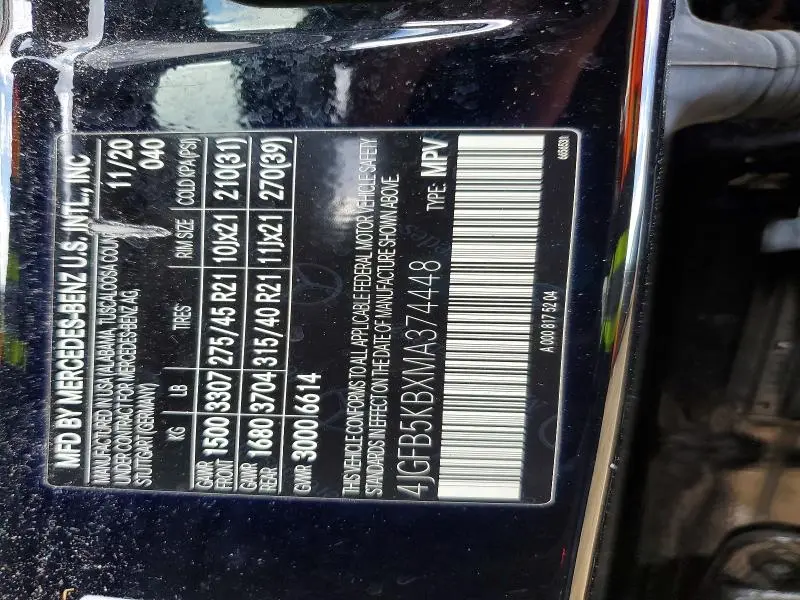 MFD BY MERCEDES-BENZ U.S. INTL., INC 11/20
MANUFACTURED IN USA (ALABAMA, TUSCALOOSA COUN 040
UNDER CONTRACT FOR MERCEDES-BENZ AG,
STUTTGART (GERMANY)
KG LB TIRES RIM SIZE COLD (KPA/PSI)
GAWR FRONT 1500 3307 275/45 R21 10Jx21 210(31)
GAWR REAR 1680 3704 315/40 R21 11Jx21 270(39)
GVWR 3000 6614
THIS VEHICLE CONFORMS TO ALL APPLICABLE FEDERAL MOTOR VEHICLE SAFETY
STANDARDS IN EFFECT ON THE DATE OF MANUFACTURE SHOWN ABOVE.
4JGFB5KBXMA374448 TYPE: MPV
A 000 817 52 04